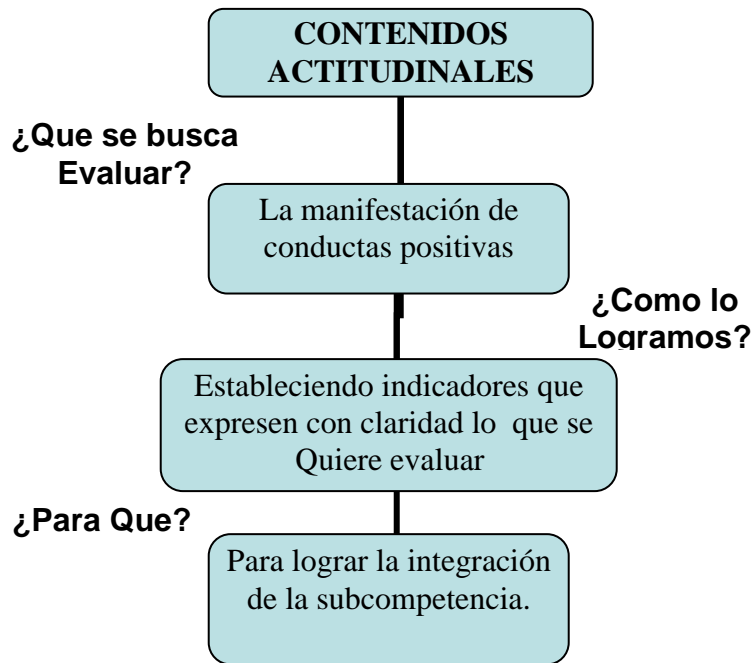 CONTENIDOS
ACTITUDINALES
¿Que se busca
Evaluar?
La manifestación de
conductas positivas
¿Como lo
Logramos?
Estableciendo indicadores que
expresen con claridad lo que se
Quiere evaluar
¿Para Que?
Para lograr la integración
de la subcompetencia.